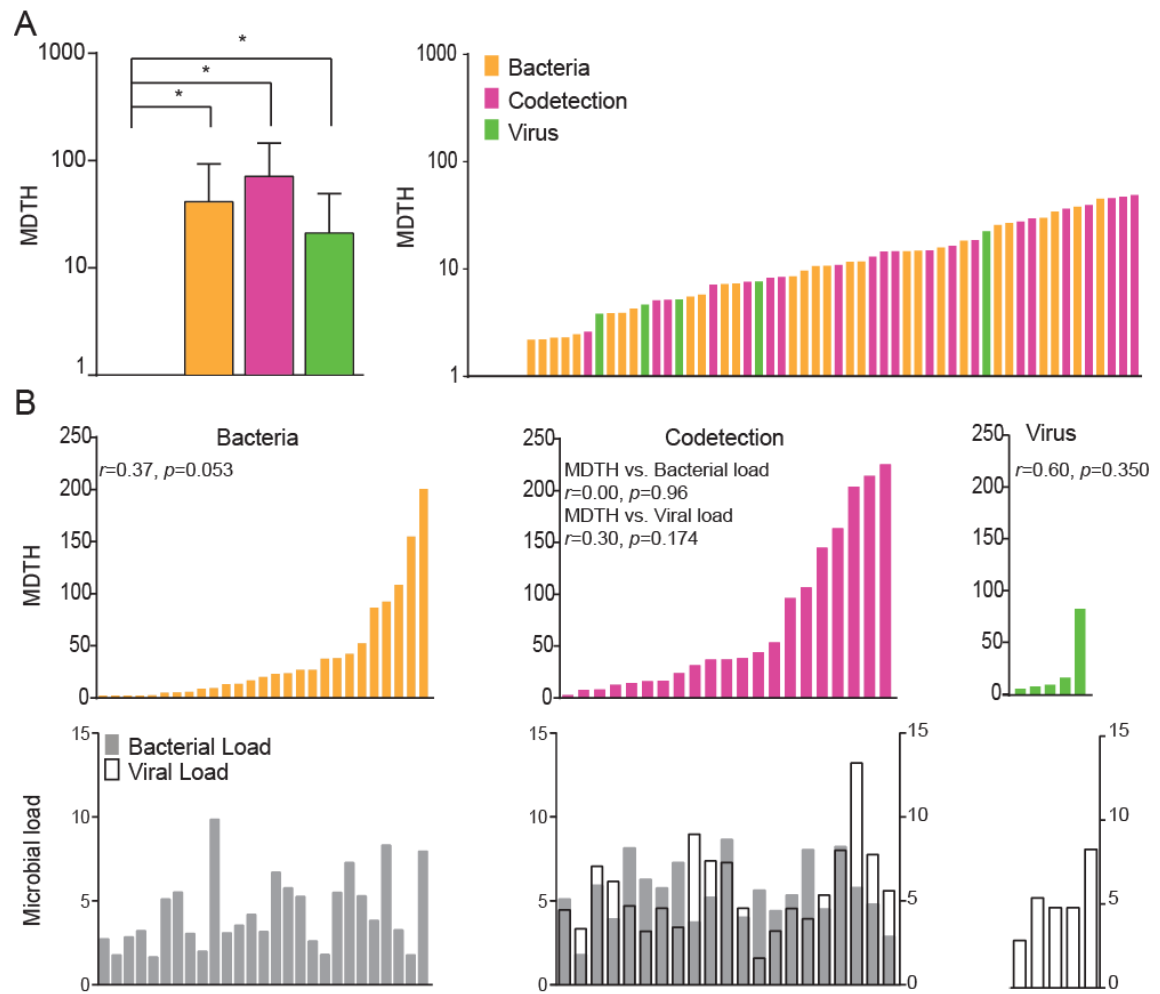 A
*
*
*
1000
100
10
1
MDTH
1000
100
10
1
MDTH
Bacteria
Codetection
Virus
B
Bacteria
r=0.37, p=0.053
250
200
150
100
50
0
MDTH
Codetection
MDTH vs. Bacterial load
r=0.00, p=0.96
MDTH vs. Viral load
r=0.30, p=0.174
250
200
150
100
50
0
Virus
r=0.60, p=0.350
250
200
150
100
50
0
Bacterial Load
Viral Load
15
10
5
0
Microbial load
15
10
5
0
15
10
5
0
15
10
5
0